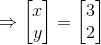 ⇒ [x y] = [3 2]